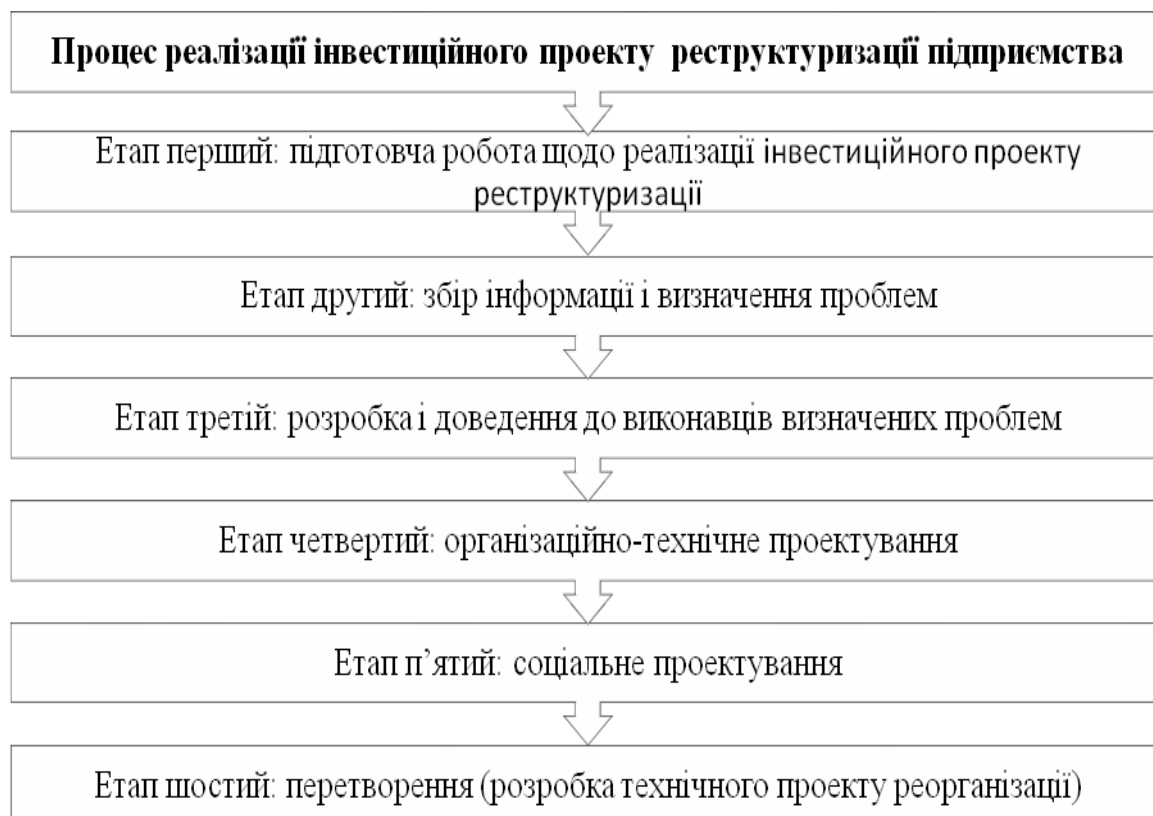 Процес реалізації інвестиційного проекту реструктуризації підприємства
Етап перший: підготовча робота щодо реалізації інвестиційного проекту
реструктуризації
Етап другий: збір інформації і визначення проблем
Етап третій: розробка і доведення до виконавців визначених проблем
Етап четвертий: організаційно-технічне проектування
Етап п’ятий: соціальне проектування
Етап шостий: перетворення (розробка технічного проекту реорганізації)